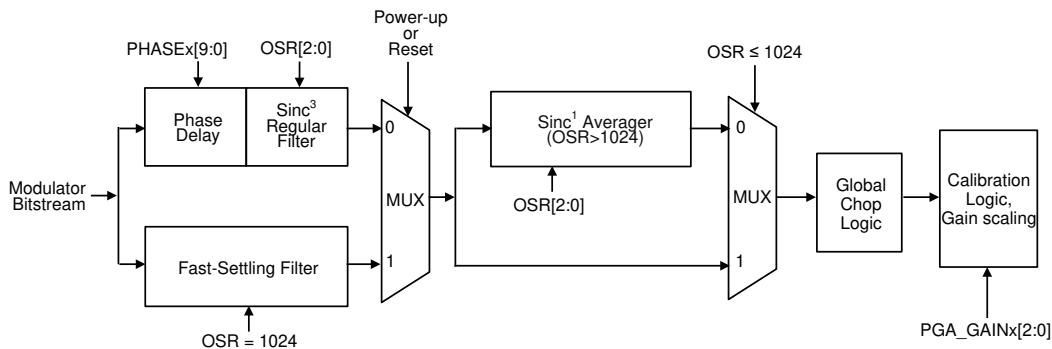 Power-up
or
Reset
PHASEx[9:0]
OSR[2:0]
OSR ≤ 1024
Phase
Delay
Sinc³
Regular
Filter
0
Sinc¹ Averager
(OSR>1024)
0
Modulator
Bitstream
MUX
OSR[2:0]
MUX
Global
Chop
Logic
Calibration
Logic,
Gain scaling
Fast-Settling Filter
1
1
OSR = 1024
PGA_GAINx[2:0]